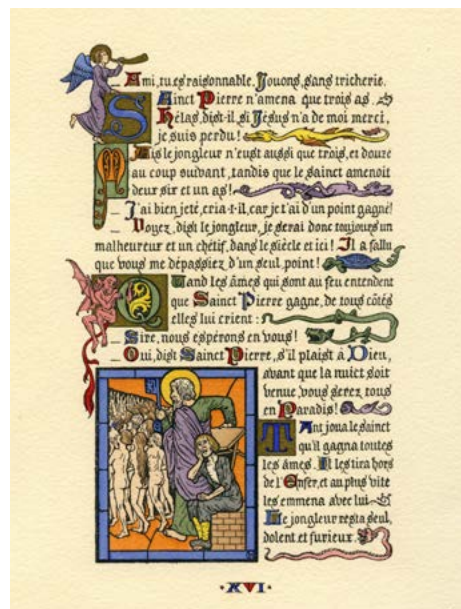 _ Ami, tu es raisonnable. Jouons, sans tricherie.
Sainct Pierre n'amena que trois as.
_ Hélas, dist-il, si Jésus n'a de moi merci,
je suis perdu!
Mais le jongleur n'eust aussi que trois, et douze
au coup suivant, tandis que le sainct amenoit
deux six et un as!
_ J'ai bien jeté, cria-t-il, car je t'ai d'un point gagné!
_ Voyez, dist le jongleur, je serai donc toujours un
malheureux et un chétif, dans le siècle et ici! Il a fallu
que vous me dépassiez d'un seul point!
Quand les âmes qui sont au feu entendent
que Sainct Pierre gagne, de tous côtés
elles lui crient:
_ Sire, nous espérons en vous!
_ Oui, dist Sainct Pierre, s'il plaist à Dieu,
avant que la nuict soit
venue, vous serez tous
en Paradis!
Tant joua le sainct
qu'il gagna toutes
les âmes. Il les tira hors
de l'Enfer, et au plus vite
les emmena avec lui
Le jongleur resta seul,
dolent et furieux.
·XVI·